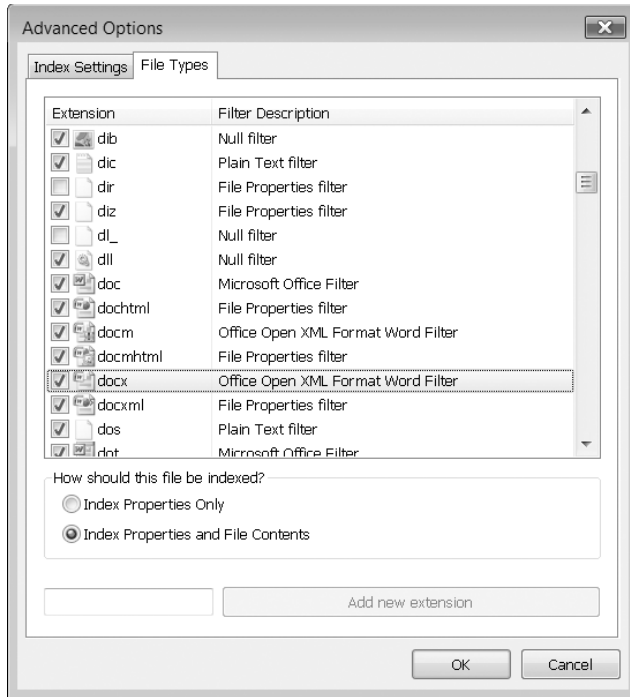 Advanced Options
Index Settings File Types
Extension Filter Description
dib Null filter
dic Plain Text filter
dir File Properties filter
diz File Properties filter
dl_ Null filter
dll Null filter
doc Microsoft Office Filter
dochtml File Properties filter
docm Office Open XML Format Word Filter
docmhtml File Properties filter
docx Office Open XML Format Word Filter
docxml File Properties filter
dos Plain Text filter
dot Microsoft Office Filter
How should this file be indexed?
Index Properties Only
Index Properties and File Contents
Add new extension
OK Cancel